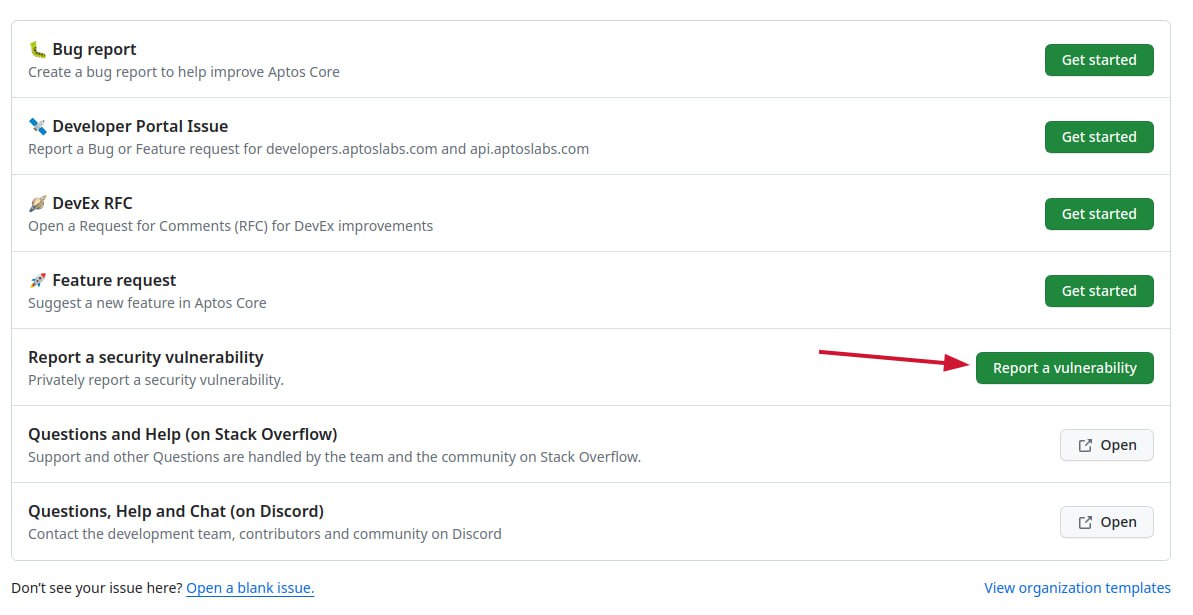 🐛 Bug report
Create a bug report to help improve Aptos Core
Get started
🛰️ Developer Portal Issue
Report a Bug or Feature request for developers.aptoslabs.com and api.aptoslabs.com
Get started
🪐 DevEx RFC
Open a Request for Comments (RFC) for DevEx improvements
Get started
🚀 Feature request
Suggest a new feature in Aptos Core
Get started
Report a security vulnerability
Privately report a security vulnerability.
Report a vulnerability
Questions and Help (on Stack Overflow)
Support and other Questions are handled by the team and the community on Stack Overflow.
Open
Questions, Help and Chat (on Discord)
Contact the development team, contributors and community on Discord
Open
Don’t see your issue here? Open a blank issue.
View organization templates